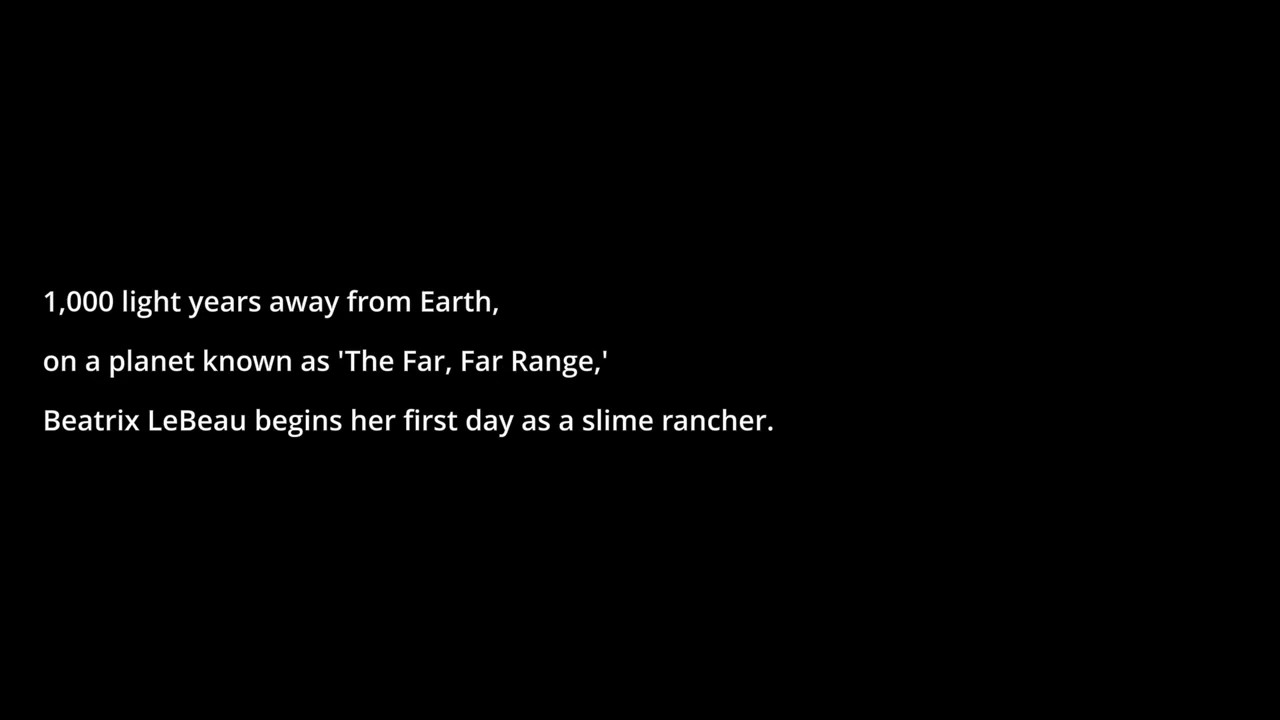 1,000 light years away from Earth,
on a planet known as 'The Far, Far Range,'
Beatrix LeBeau begins her first day as a slime rancher.